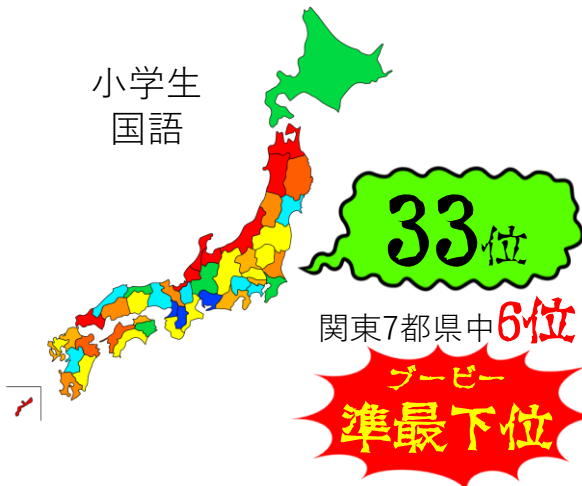 小学生
国語
33位
関東7都県中6位
ブービー
準最下位